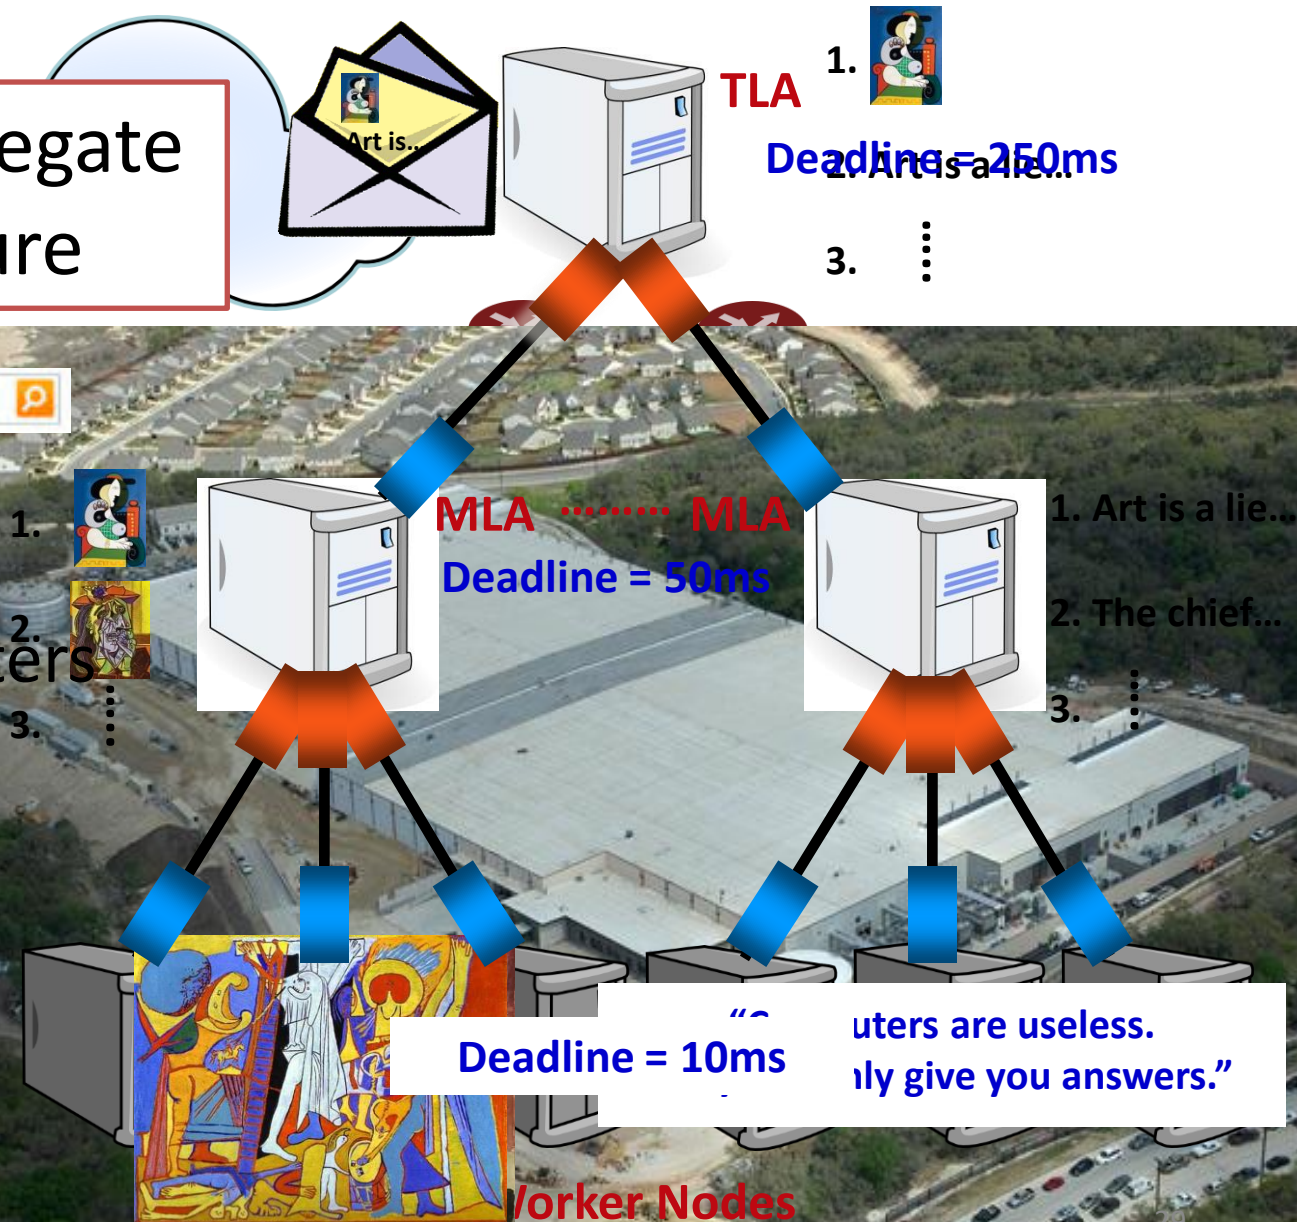 TLA
1.
egate
Art is...
Deadline = 250ms
2. Art is a lie...
ure
3.
1.
MLA ········· MLA
1. Art is a lie...
Deadline = 50ms
2.
2. The chief...
ters
3.
3.
uters are useless.
Deadline = 10ms
nly give you answers.”
Worker Nodes